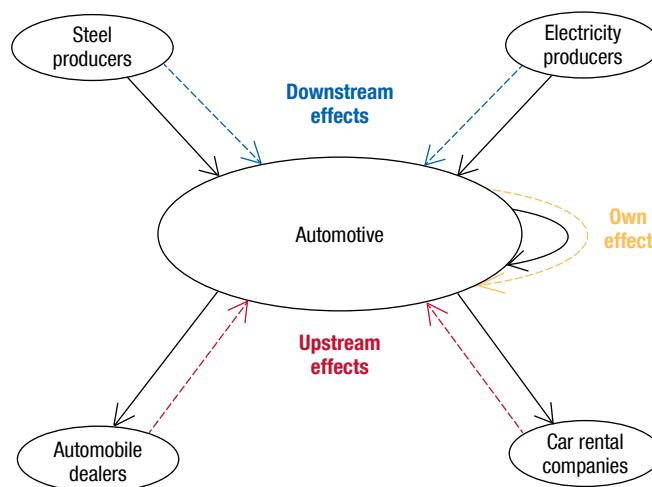 Steel
producers
Electricity
producers
Downstream
effects
Automotive
Own
effect
Upstream
effects
Automobile
dealers
Car rental
companies